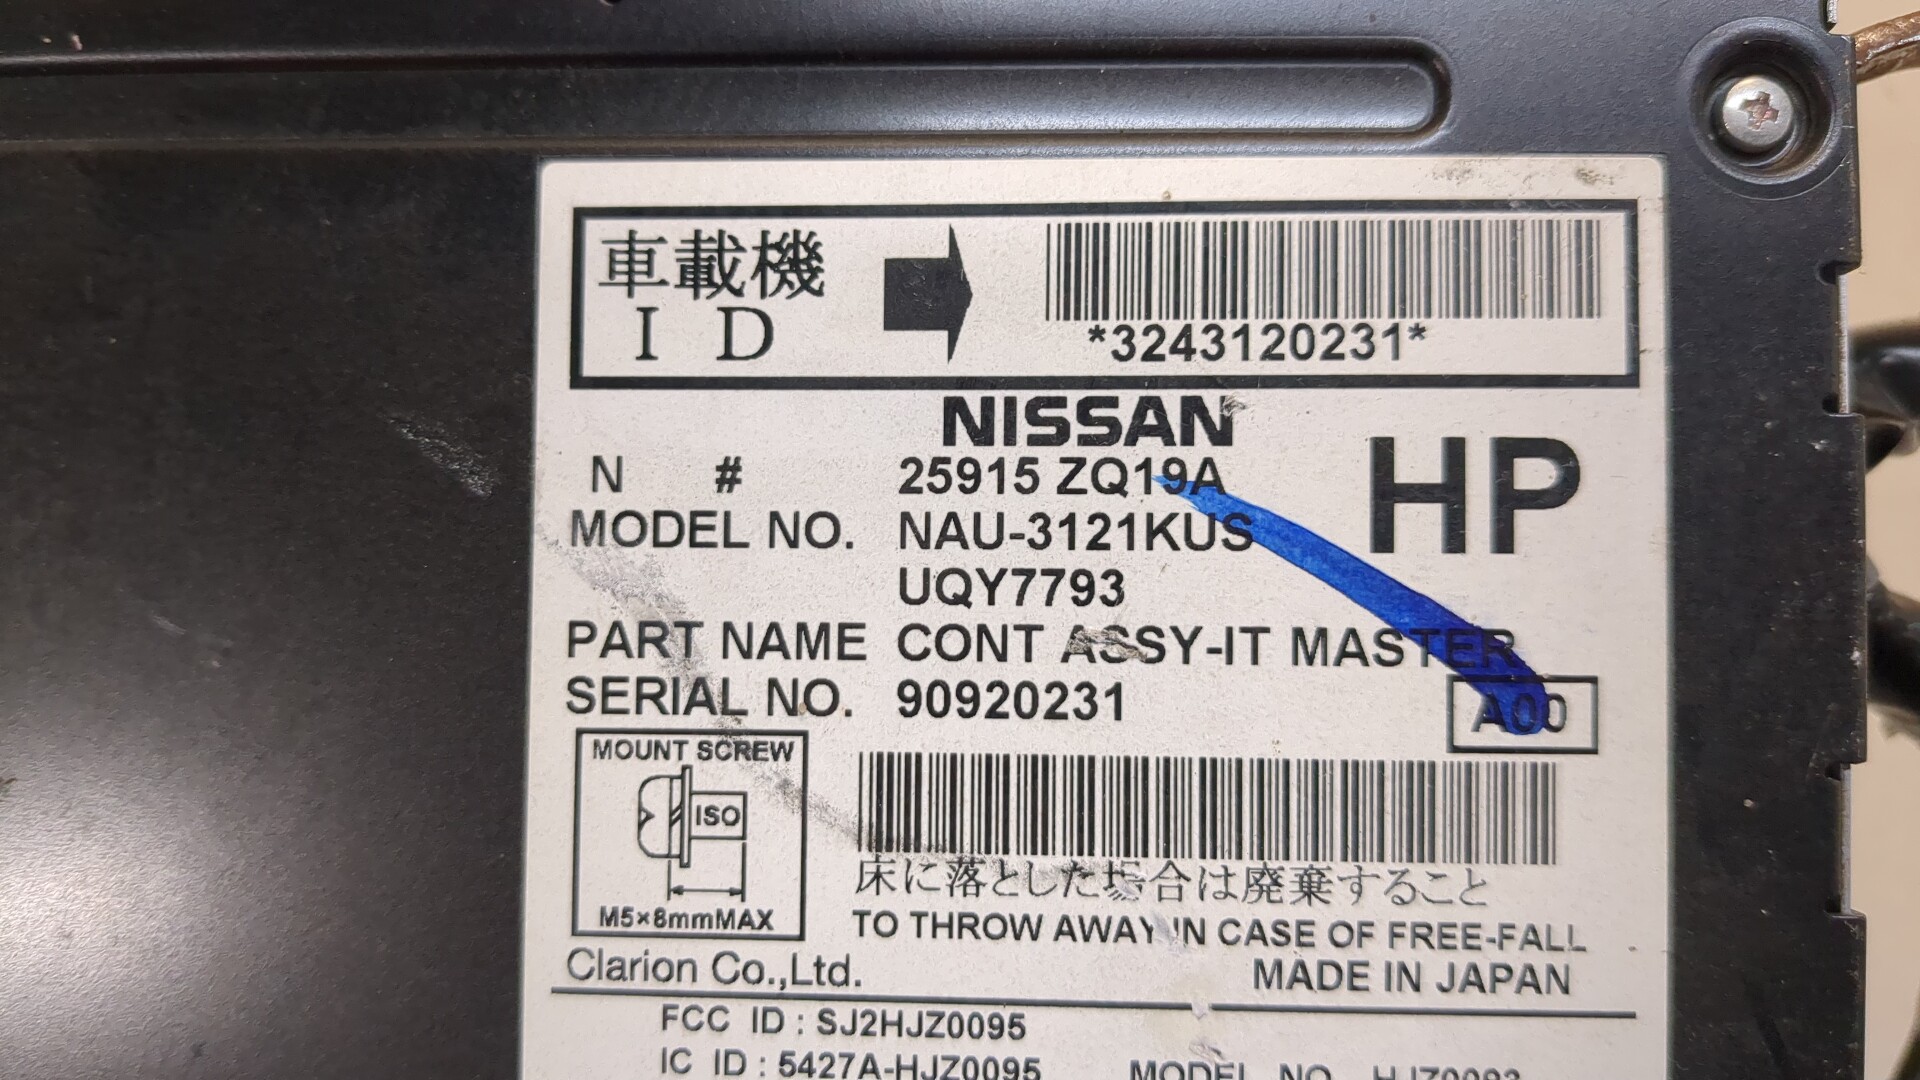 車載機
I D
*3243120231*
NISSAN
HP
N # 25915 ZQ19A
MODEL NO. NAU-3121KUS
UQY7793
PART NAME CONT ASSY-IT MASTER
SERIAL NO. 90920231
A00
MOUNT SCREW
ISO
M5×8mmMAX
床に落とした場合は廃棄すること
TO THROW AWAY IN CASE OF FREE-FALL
Clarion Co.,Ltd.
MADE IN JAPAN
FCC ID : SJ2HJZ0095
IC ID : 5427A-HJZ0095
MODEL NO. HJZ0093